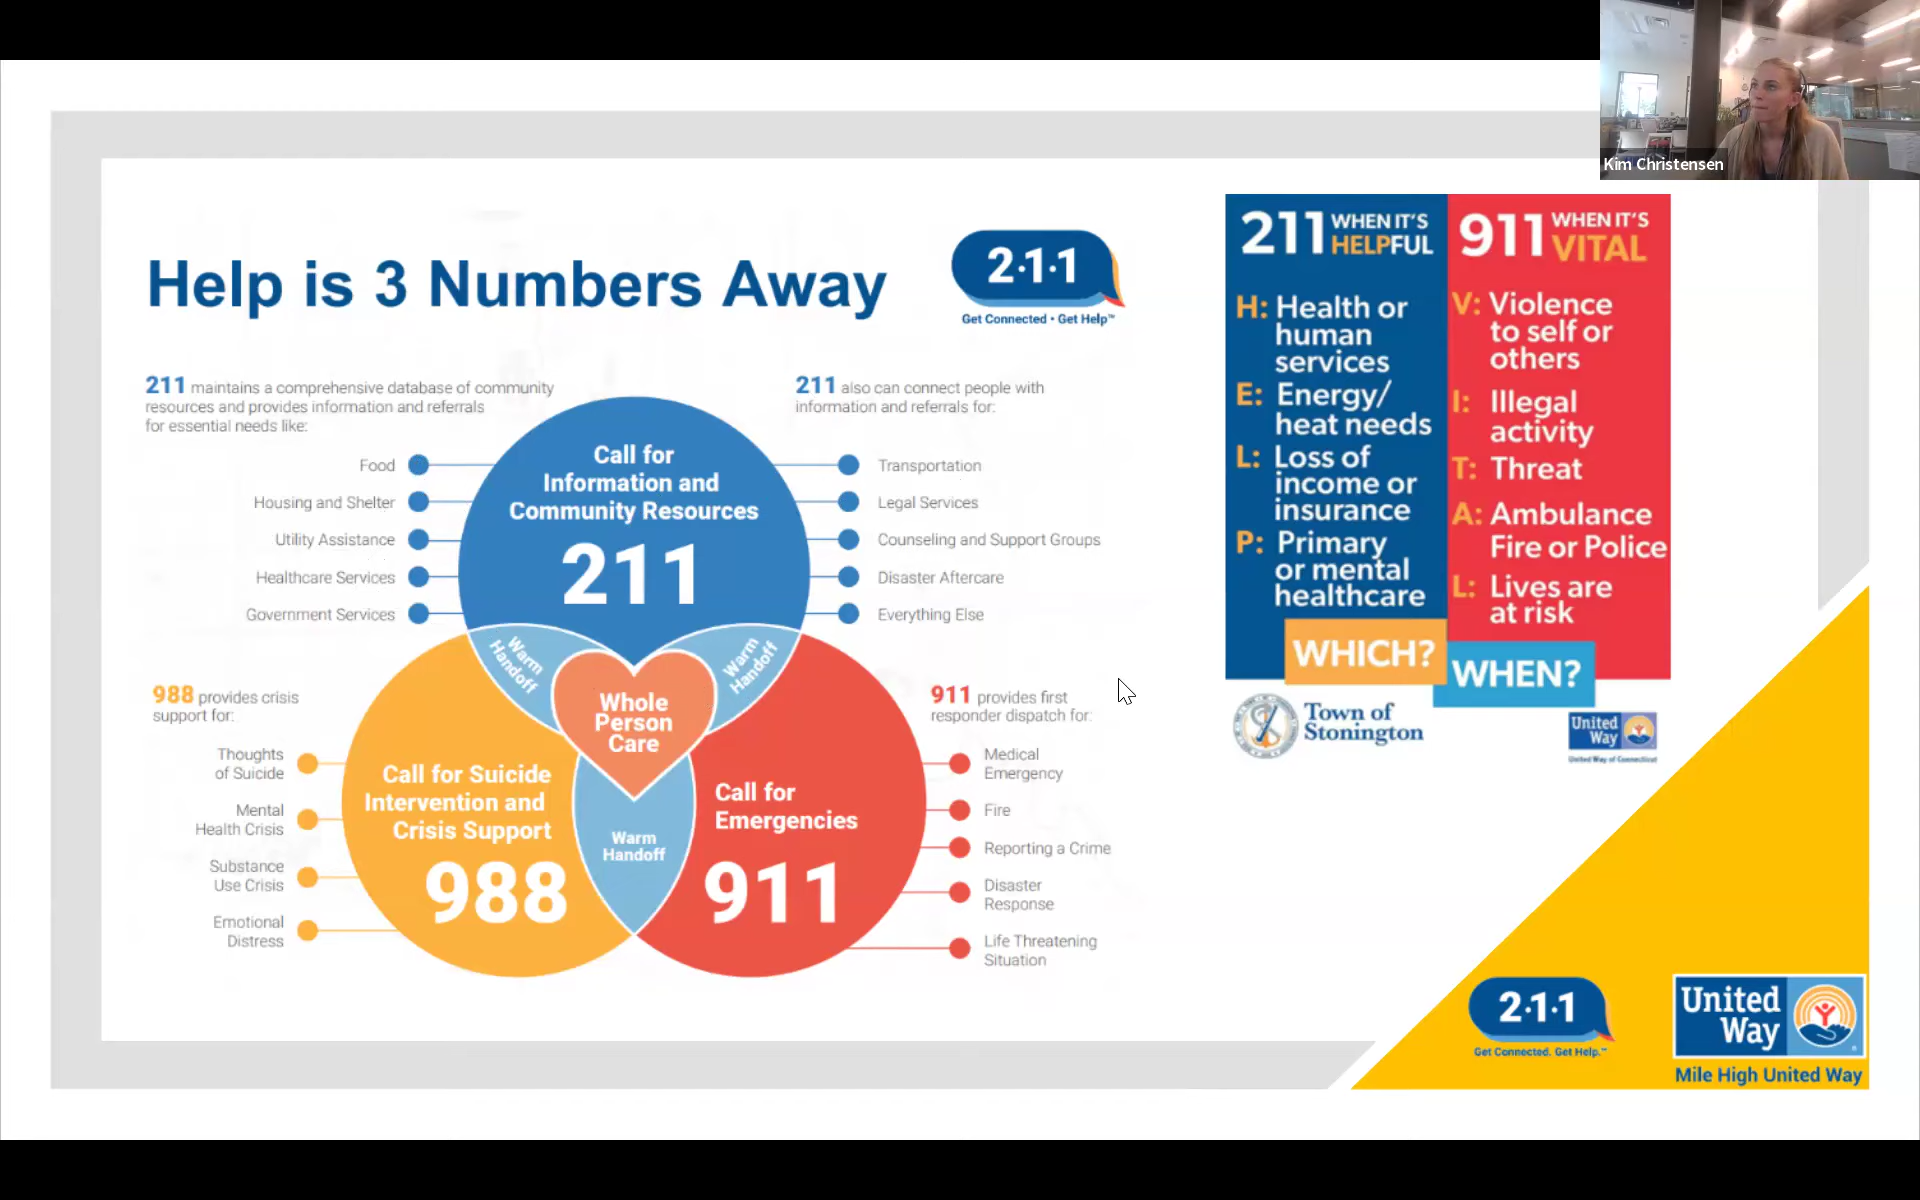 Kim Christensen
Help is 3 Numbers Away
2·1·1
Get Connected • Get Help™
211 maintains a comprehensive database of community
resources and provides information and referrals
for essential needs like:
Food
Housing and Shelter
Utility Assistance
Healthcare Services
Government Services
211 also can connect people with
information and referrals for:
Transportation
Legal Services
Counseling and Support Groups
Disaster Aftercare
Everything Else
Call for
Information and
Community Resources
211
Warm
Handoff
Warm
Handoff
Whole
Person
Care
988 provides crisis
support for:
Thoughts
of Suicide
Mental
Health Crisis
Substance
Use Crisis
Emotional
Distress
Call for Suicide
Intervention and
Crisis Support
988
Warm
Handoff
Call for
Emergencies
911
911 provides first
responder dispatch for:
Medical
Emergency
Fire
Reporting a Crime
Disaster
Response
Life Threatening
Situation
211 WHEN IT'S
HELPFUL
H: Health or
human
services
E: Energy/
heat needs
L: Loss of
income or
insurance
P: Primary
or mental
healthcare
WHICH?
911 WHEN IT'S
VITAL
V: Violence
to self or
others
I: Illegal
activity
T: Threat
A: Ambulance
Fire or Police
L: Lives are
at risk
WHEN?
Town of
Stonington
United
Way
United Way of Connecticut
2·1·1
Get Connected. Get Help.™
United
Way
Mile High United Way